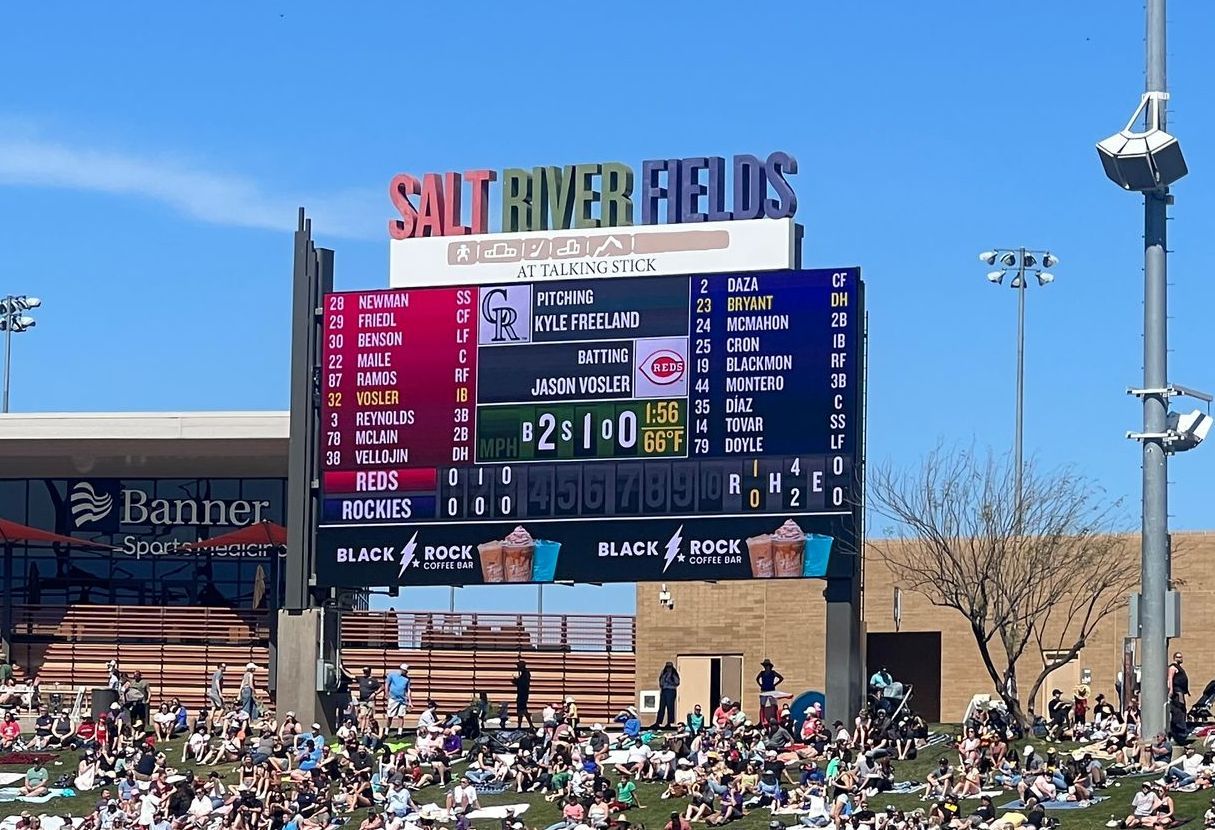 SALT RIVER FIELDS
AT TALKING STICK
28 NEWMAN SS
29 FRIEDL CF
30 BENSON LF
22 MAILE C
87 RAMOS RF
32 VOSLER 1B
3 REYNOLDS 3B
78 MCLAIN 2B
38 VELLOJIN DH
CR
PITCHING
KYLE FREELAND
BATTING
JASON VOSLER
REDS
MPH B 2 S 1 O 0 1:56
66°F
2 DAZA CF
23 BRYANT DH
24 MCMAHON 2B
25 CRON 1B
19 BLACKMON RF
44 MONTERO 3B
35 DÍAZ C
14 TOVAR SS
79 DOYLE LF
REDS 0 1 0 4 5 6 7 8 9 10 R 1 H 4 E 0
ROCKIES 0 0 0 0 2 0
BLACK ROCK
COFFEE BAR
BLACK ROCK
COFFEE BAR
Banner
Sports Medicine